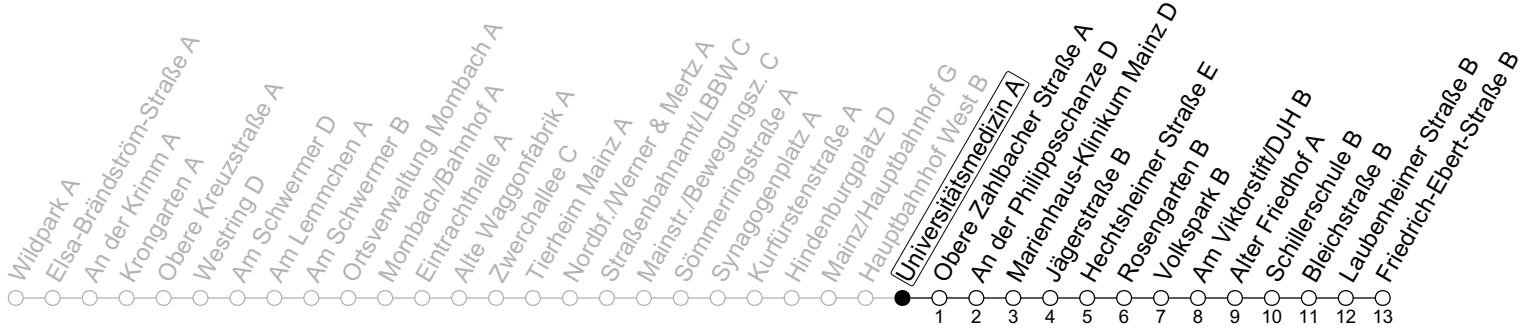 Wildpark A
Elsa-Brändström-Straße A
An der Krimm A
Krongarten A
Obere Kreuzstraße A
Westring D
Am Schwermer D
Am Lemmchen A
Am Schwermer B
Ortsverwaltung Mombach A
Mombach/Bahnhof A
Eintrachthalle A
Alte Waggonfabrik A
Zwerchallee C
Tierheim Mainz A
Nordbf./Werner & Mertz A
Straßenbahnamt/LBBW C
Mainstr./Bewegungsz. C
Sömmerringstraße A
Synagogenplatz A
Kurfürstenstraße A
Hindenburgplatz D
Mainz/Hauptbahnhof G
Hauptbahnhof West B
Universitätsmedizin A
Obere Zahlbacher Straße A
An der Philippsschanze D
Marienhaus-Klinikum Mainz D
Jägerstraße B
Hechtsheimer Straße E
Rosengarten B
Volkspark B
Am Viktorstift/DJH B
Alter Friedhof A
Schillerschule B
Bleichstraße B
Laubenheimer Straße B
Friedrich-Ebert-Straße B
1 2 3 4 5 6 7 8 9 10 11 12 13